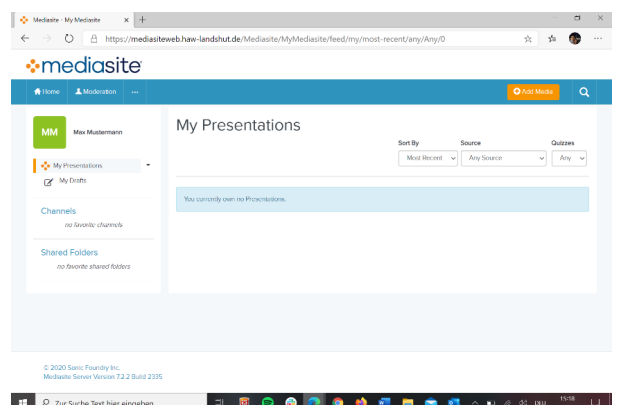 Mediasite - My Mediasite
https://mediasiteweb.haw-landshut.de/Mediasite/MyMediasite/feed/my/most-recent/any/Any/0
mediasite
Home Moderation ... Add Media
MM Max Mustermann
My Presentations
My Drafts
Channels
no favorite channels
Shared Folders
no favorite shared folders
My Presentations
Sort By Source Quizzes
Most Recent Any Source Any
You currently own no Presentations.
© 2020 Sonic Foundry Inc.
Mediasite Server Version 7.2.2 Build 2335
Zur Suche Text hier eingeben
DEU 15:18